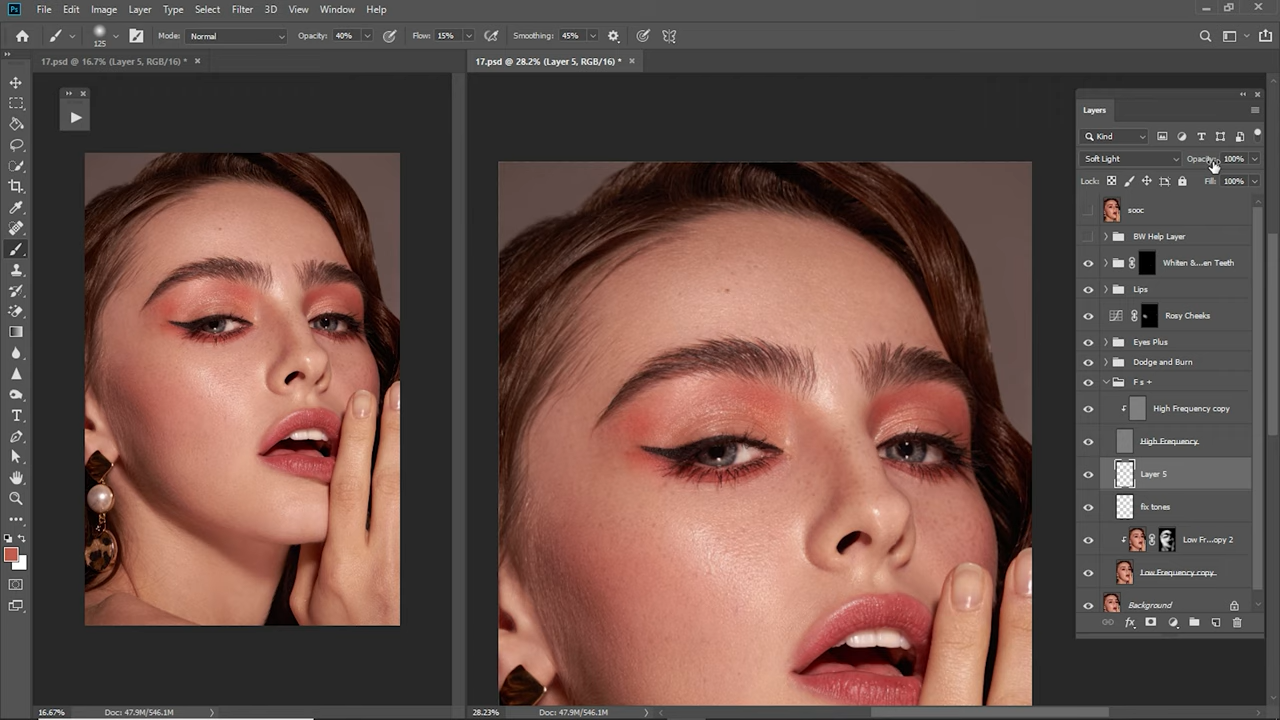 Ps File Edit Image Layer Type Select Filter 3D View Window Help
125 Mode: Normal Opacity: 40% Flow: 15% Smoothing: 45%
17.psd @ 16.7% (Layer 5, RGB/16) *
17.psd @ 28.2% (Layer 5, RGB/16) *
Layers
Kind
Soft Light Opacity: 100%
Lock: Fill: 100%
sooc
BW Help Layer
Whiten &...en Teeth
Lips
Rosy Cheeks
Eyes Plus
Dodge and Burn
F s +
High Frequency copy
High Frequency
Layer 5
fix tones
Low Fr...opy 2
Low Frequency copy
Background
fx
16.67% Doc: 47.9M/546.1M
28.23% Doc: 47.9M/546.1M